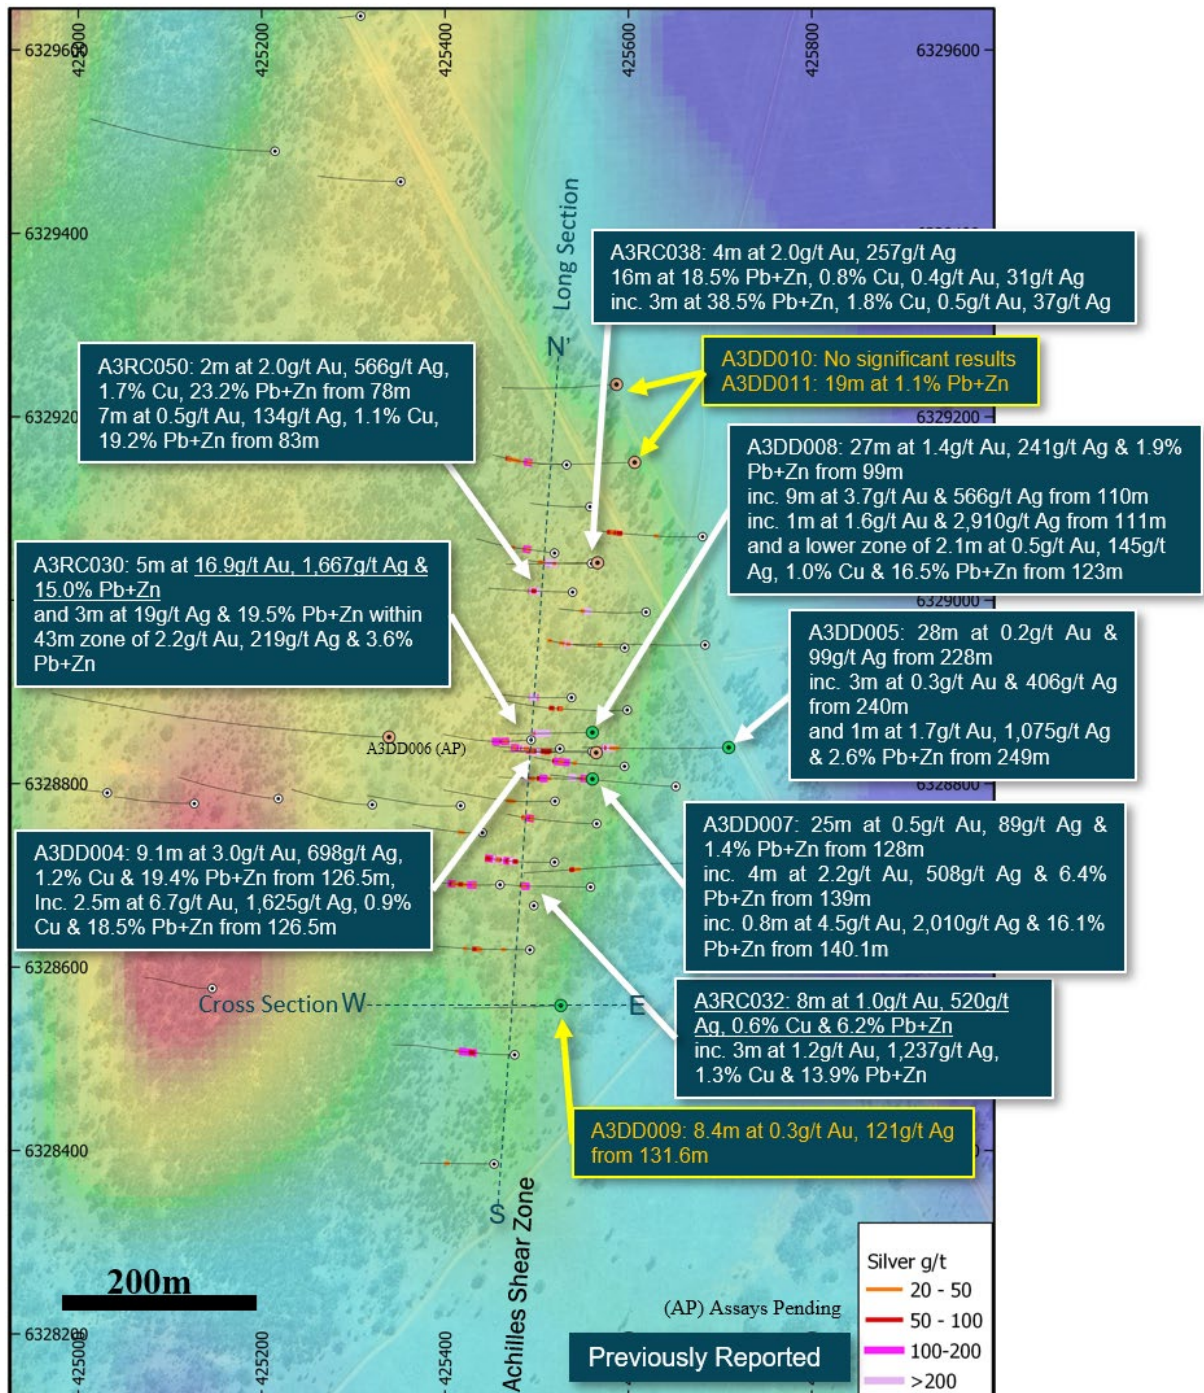 425000
425200
425400
425600
425800
6329600
6329600
6329400
Long Section
A3RC038: 4m at 2.0g/t Au, 257g/t Ag
16m at 18.5% Pb+Zn, 0.8% Cu, 0.4g/t Au, 31g/t Ag
inc. 3m at 38.5% Pb+Zn, 1.8% Cu, 0.5g/t Au, 37g/t Ag
N'
A3RC050: 2m at 2.0g/t Au, 566g/t Ag,
1.7% Cu, 23.2% Pb+Zn from 78m
7m at 0.5g/t Au, 134g/t Ag, 1.1% Cu,
19.2% Pb+Zn from 83m
A3DD010: No significant results
A3DD011: 19m at 1.1% Pb+Zn
6329200
6329200
A3DD008: 27m at 1.4g/t Au, 241g/t Ag & 1.9%
Pb+Zn from 99m
inc. 9m at 3.7g/t Au & 566g/t Ag from 110m
inc. 1m at 1.6g/t Au & 2,910g/t Ag from 111m
and a lower zone of 2.1m at 0.5g/t Au, 145g/t
Ag, 1.0% Cu & 16.5% Pb+Zn from 123m
A3RC030: 5m at 16.9g/t Au, 1,667g/t Ag &
15.0% Pb+Zn
and 3m at 19g/t Ag & 19.5% Pb+Zn within
43m zone of 2.2g/t Au, 219g/t Ag & 3.6%
Pb+Zn
6329000
A3DD005: 28m at 0.2g/t Au &
99g/t Ag from 228m
inc. 3m at 0.3g/t Au & 406g/t Ag
from 240m
and 1m at 1.7g/t Au, 1,075g/t Ag
& 2.6% Pb+Zn from 249m
A3DD006 (AP)
6328800
6328800
A3DD007: 25m at 0.5g/t Au, 89g/t Ag &
1.4% Pb+Zn from 128m
inc. 4m at 2.2g/t Au, 508g/t Ag & 6.4%
Pb+Zn from 139m
inc. 0.8m at 4.5g/t Au, 2,010g/t Ag & 16.1%
Pb+Zn from 140.1m
A3DD004: 9.1m at 3.0g/t Au, 698g/t Ag,
1.2% Cu & 19.4% Pb+Zn from 126.5m,
Inc. 2.5m at 6.7g/t Au, 1,625g/t Ag, 0.9%
Cu & 18.5% Pb+Zn from 126.5m
6328600
Cross Section W
E
A3RC032: 8m at 1.0g/t Au, 520g/t
Ag, 0.6% Cu & 6.2% Pb+Zn
inc. 3m at 1.2g/t Au, 1,237g/t Ag,
1.3% Cu & 13.9% Pb+Zn
A3DD009: 8.4m at 0.3g/t Au, 121g/t Ag
from 131.6m
6328400
S
Achilles Shear Zone
200m
(AP) Assays Pending
Previously Reported
Silver g/t
20 - 50
50 - 100
100-200
>200
6328200
425000
425200
425400